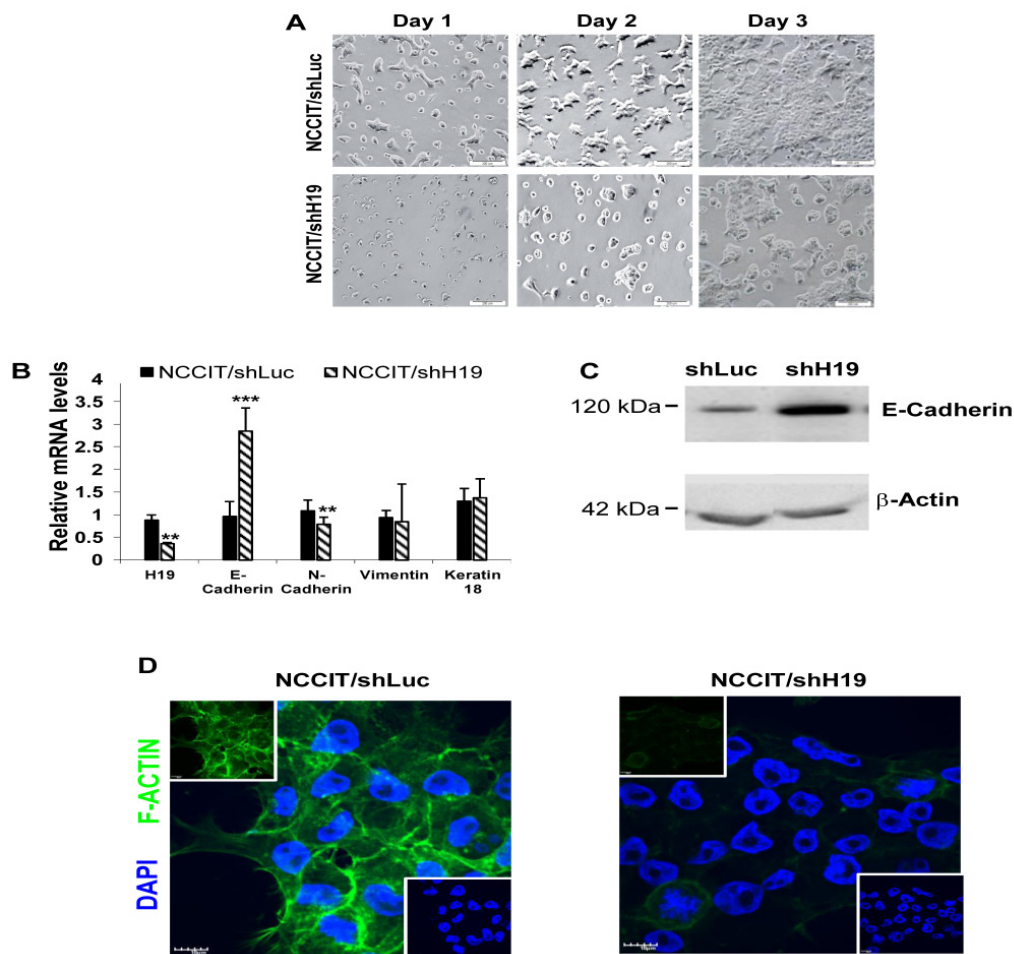 A
Day 1
Day 2
Day 3
NCCIT/shLuc
NCCIT/shH19
B
NCCIT/shLuc
NCCIT/shH19
Relative mRNA levels
4
3.5
3
2.5
2
1.5
1
0.5
0
**
***
**
H19
E-Cadherin
N-Cadherin
Vimentin
Keratin 18
C
shLuc
shH19
120 kDa
E-Cadherin
42 kDa
β-Actin
D
NCCIT/shLuc
NCCIT/shH19
F-ACTIN
DAPI